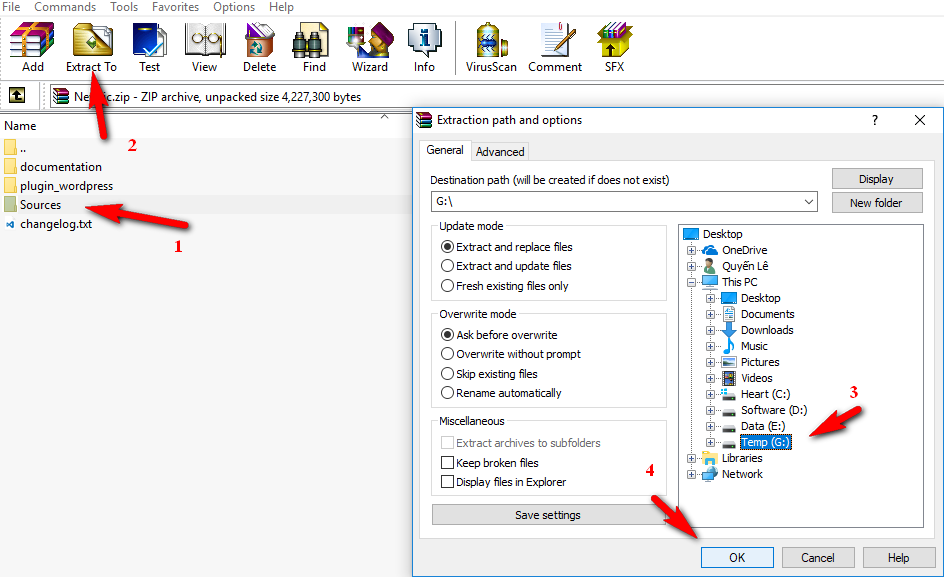 File Commands Tools Favorites Options Help
Add Extract To Test View Delete Find Wizard Info VirusScan Comment SFX
.zip - ZIP archive, unpacked size 4,227,300 bytes
Name
2
..
documentation
plugin_wordpress
Sources
changelog.txt
1
Extraction path and options ?
General Advanced
Destination path (will be created if does not exist)
G:\
Display
New folder
Update mode
Extract and replace files
Extract and update files
Fresh existing files only
Overwrite mode
Ask before overwrite
Overwrite without prompt
Skip existing files
Rename automatically
Miscellaneous
Extract archives to subfolders
Keep broken files
Display files in Explorer
Save settings
Desktop
OneDrive
Quyến Lê
This PC
Desktop
Documents
Downloads
Music
Pictures
Videos
Heart (C:)
Software (D:)
Data (E:)
Temp (G:)
Libraries
Network
3
4
OK Cancel Help